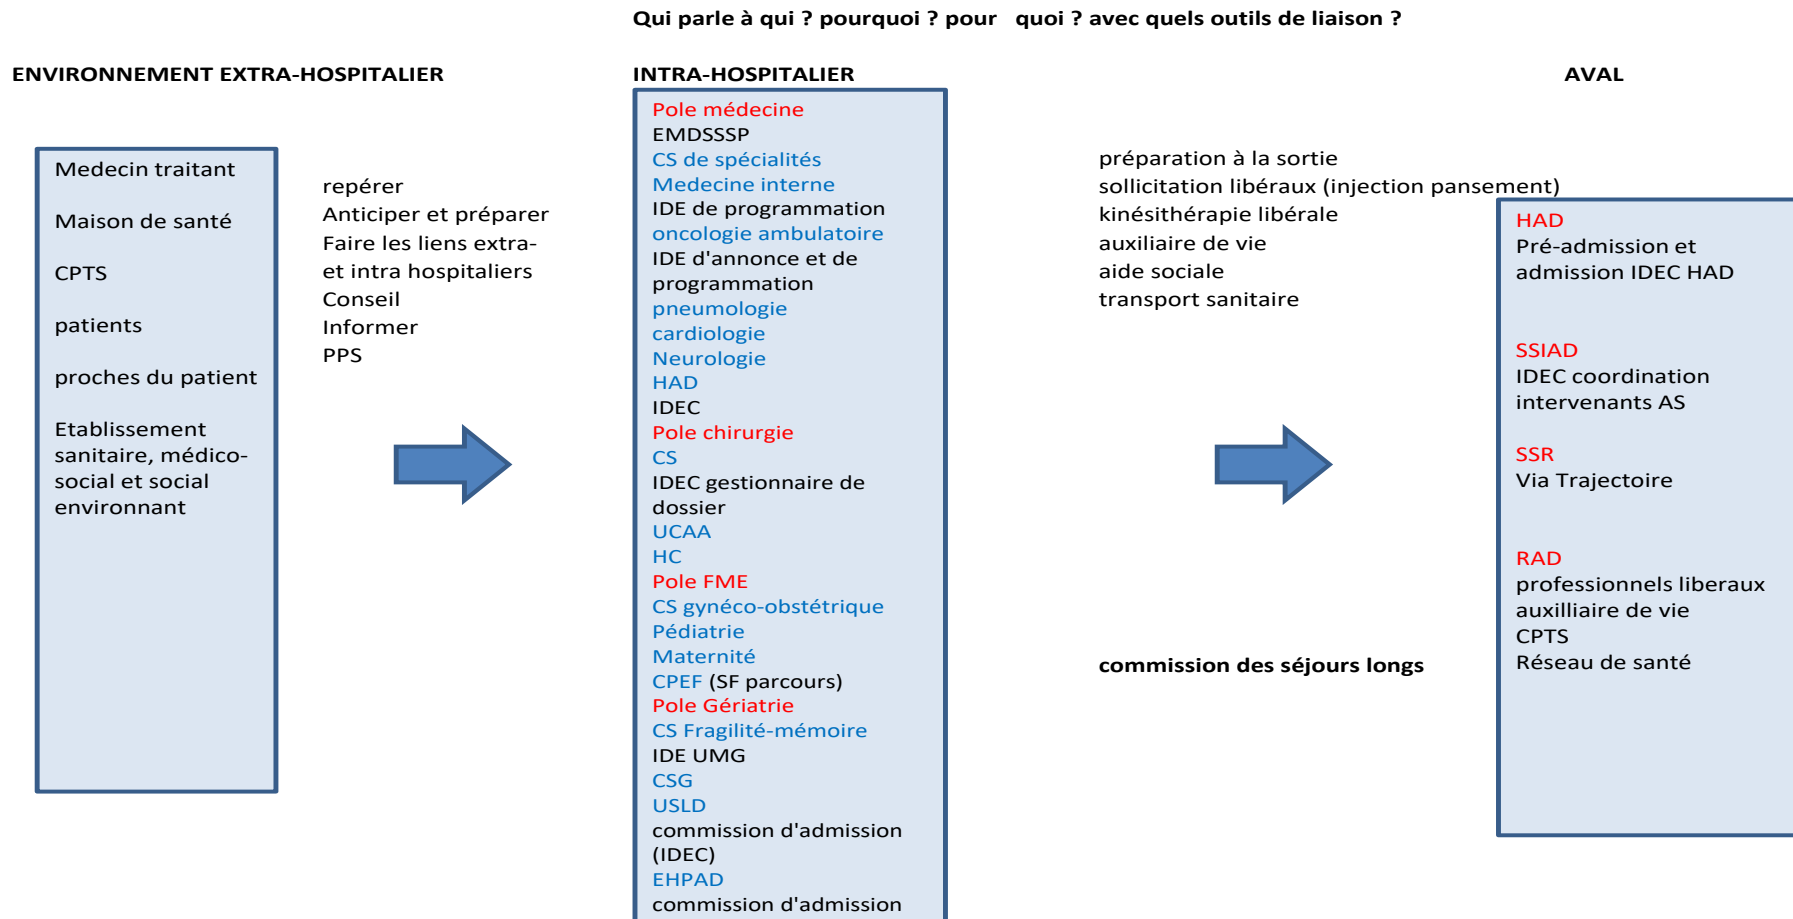 Qui parle à qui ? pourquoi ? pour   quoi ? avec quels outils de liaison ?
ENVIRONNEMENT EXTRA-HOSPITALIER
INTRA-HOSPITALIER
AVAL
Medecin traitant
Maison de santé
CPTS
patients
proches du patient
Etablissement
sanitaire, médico-
social et social
environnant
repérer
Anticiper et préparer
Faire les liens extra-
et intra hospitaliers
Conseil
Informer
PPS
Pole médecine
EMDSSSP
CS de spécialités
Medecine interne
IDE de programmation
oncologie ambulatoire
IDE d'annonce et de
programmation
pneumologie
cardiologie
Neurologie
HAD
IDEC
Pole chirurgie
CS
IDEC gestionnaire de
dossier
UCAA
HC
Pole FME
CS gynéco-obstétrique
Pédiatrie
Maternité
CPEF (SF parcours)
Pole Gériatrie
CS Fragilité-mémoire
IDE UMG
CSG
USLD
commission d'admission
(IDEC)
EHPAD
commission d'admission
préparation à la sortie
sollicitation libéraux (injection pansement)
kinésithérapie libérale
auxiliaire de vie
aide sociale
transport sanitaire
commission des séjours longs
HAD
Pré-admission et
admission IDEC HAD
SSIAD
IDEC coordination
intervenants AS
SSR
Via Trajectoire
RAD
professionnels liberaux
auxilliaire de vie
CPTS
Réseau de santé